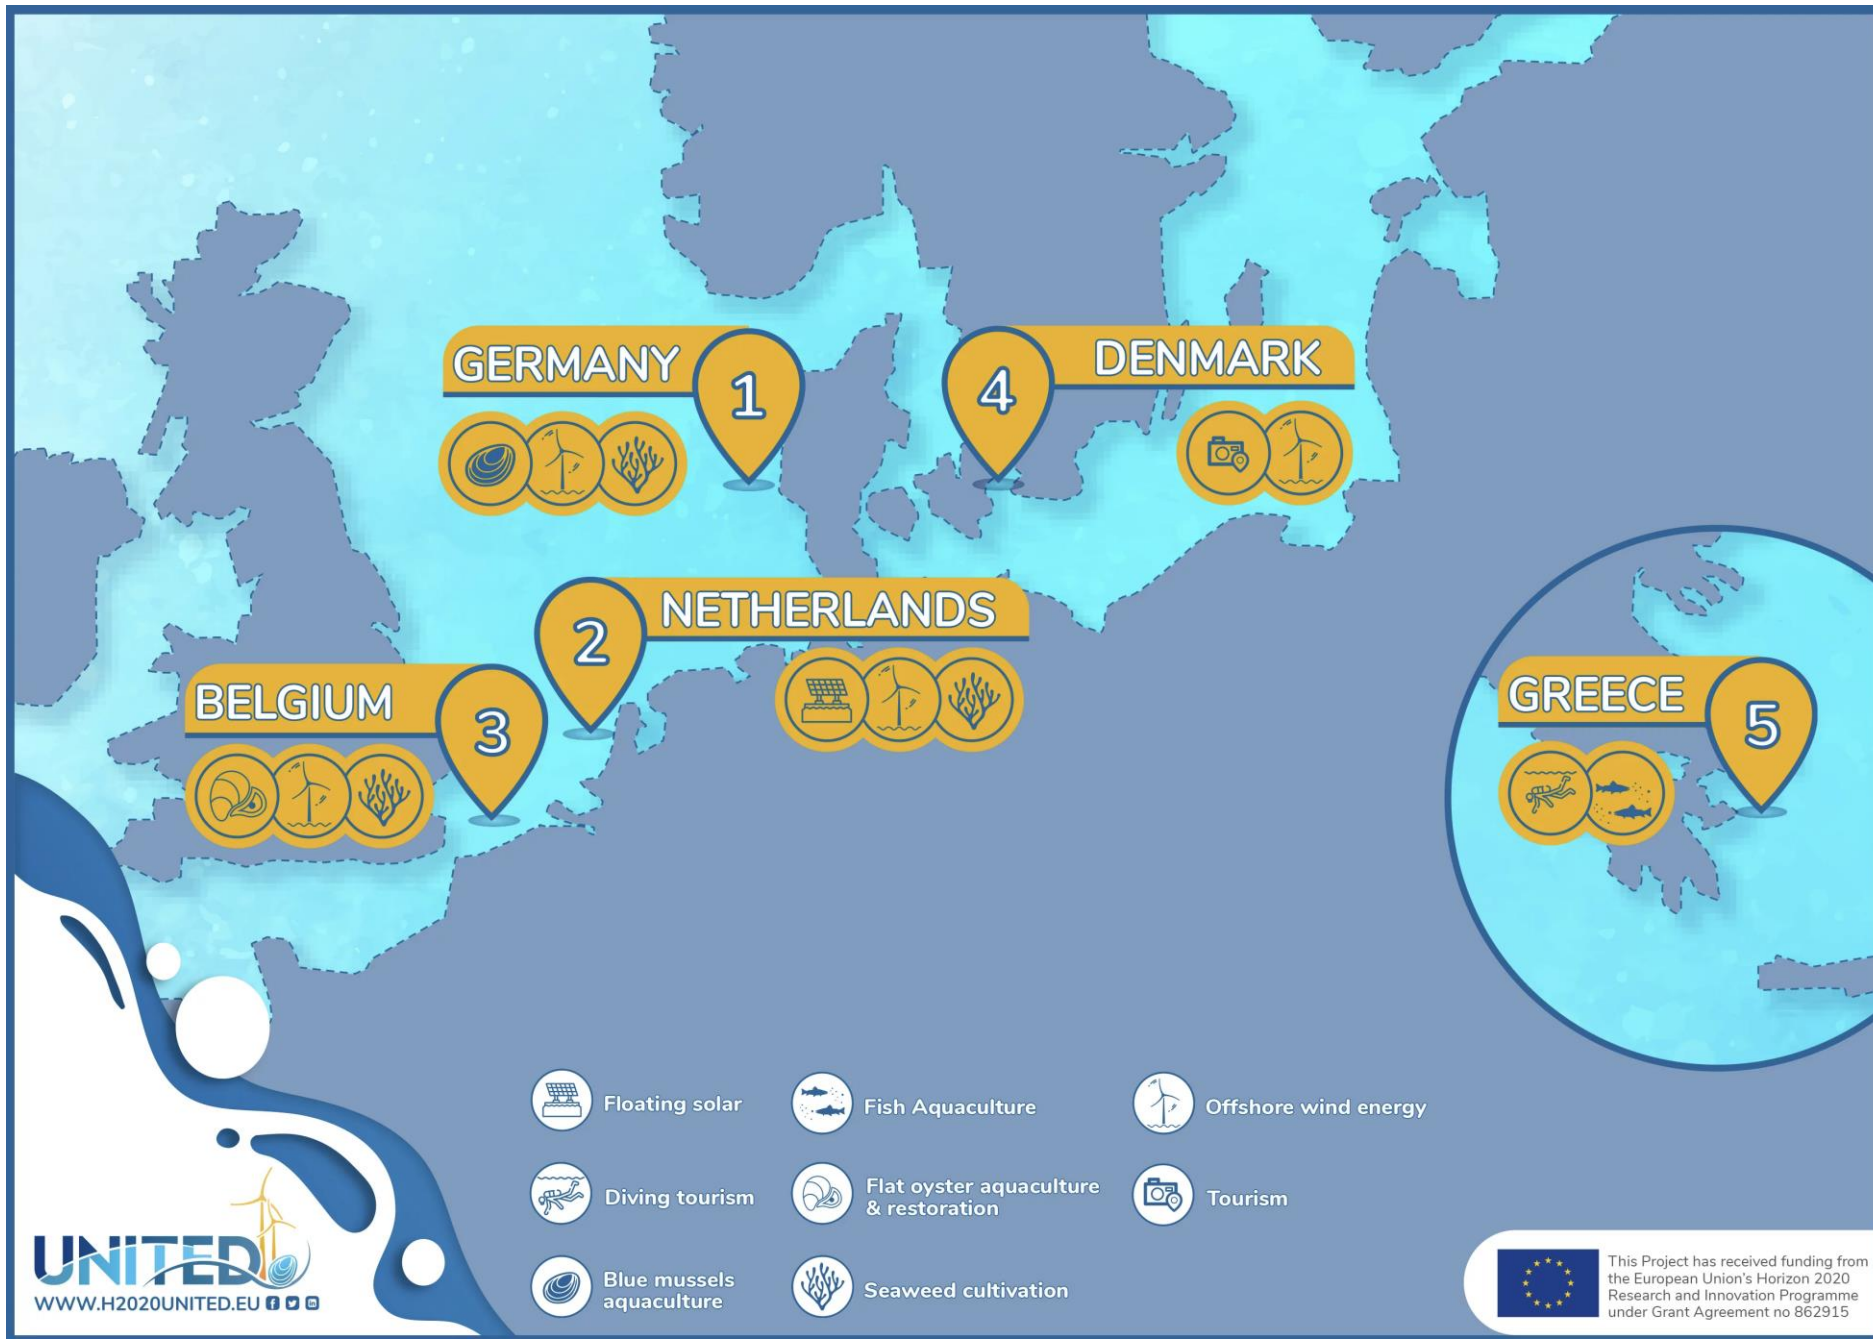 GERMANY
1
4
DENMARK
2
NETHERLANDS
BELGIUM
3
GREECE
5
Floating solar
Fish Aquaculture
Offshore wind energy
Diving tourism
Flat oyster aquaculture
& restoration
Tourism
Blue mussels
aquaculture
Seaweed cultivation
UNITED
WWW.H2020UNITED.EU
This Project has received funding from
the European Union's Horizon 2020
Research and Innovation Programme
under Grant Agreement no 862915